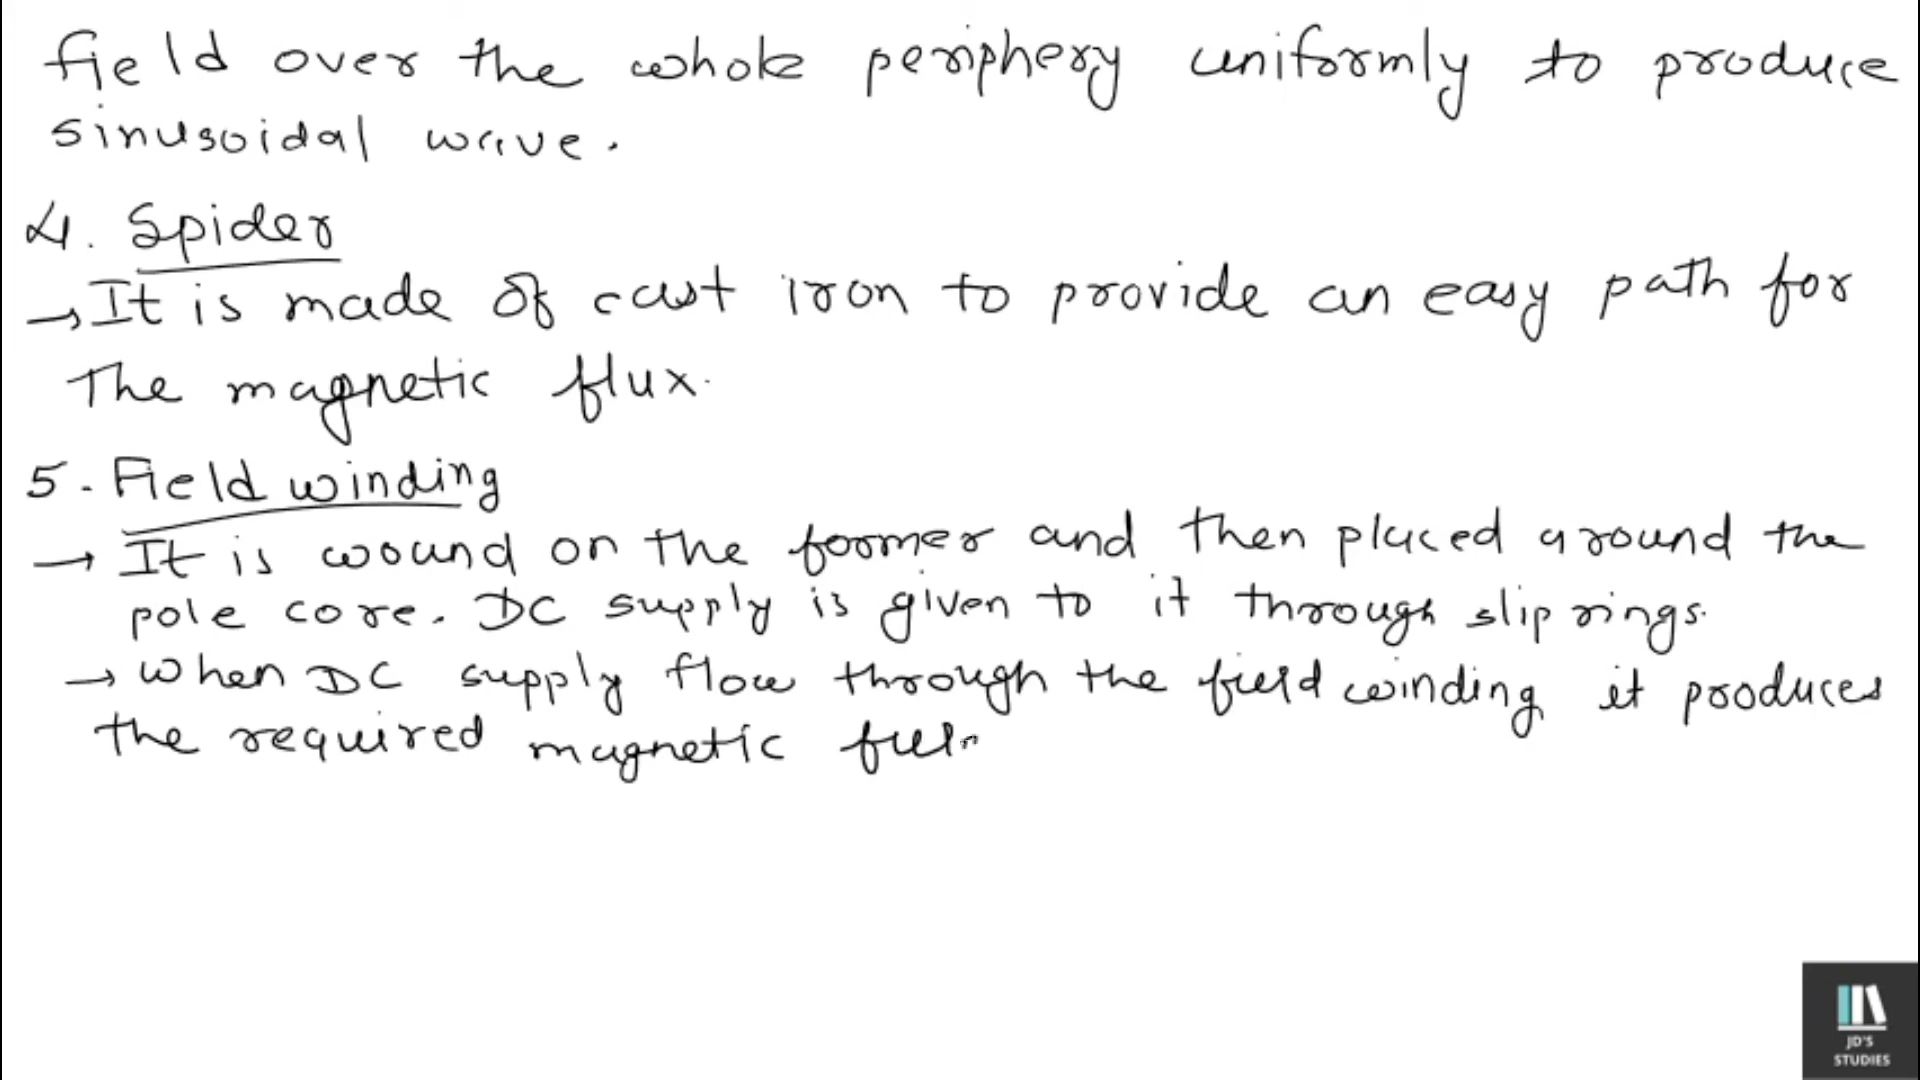 field over the whole periphery uniformly to produce
sinusoidal wave.
4. Spider
→ It is made of cast iron to provide an easy path for
The magnetic flux.
5. Field winding
→ It is wound on the former and then placed around the
pole core. DC supply is given to it through slip rings.
→ When DC supply flow through the field winding it produces
the required magnetic
JD'S
STUDIES